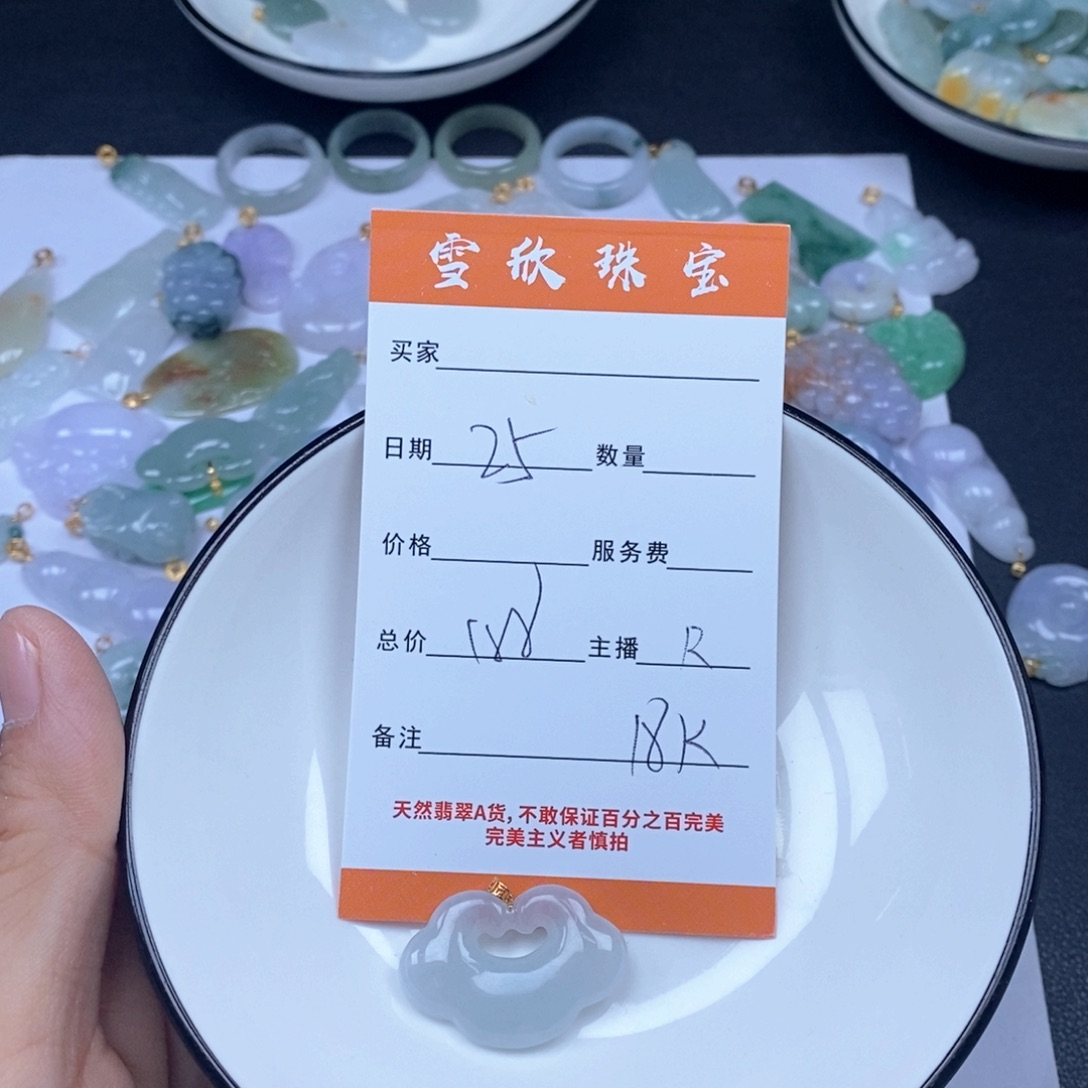 雪欣珠宝
买家
日期 25 数量
价格 服务费
总价 188 主播 R
备注 18K
天然翡翠A货,不敢保证百分之百完美
完美主义者慎拍